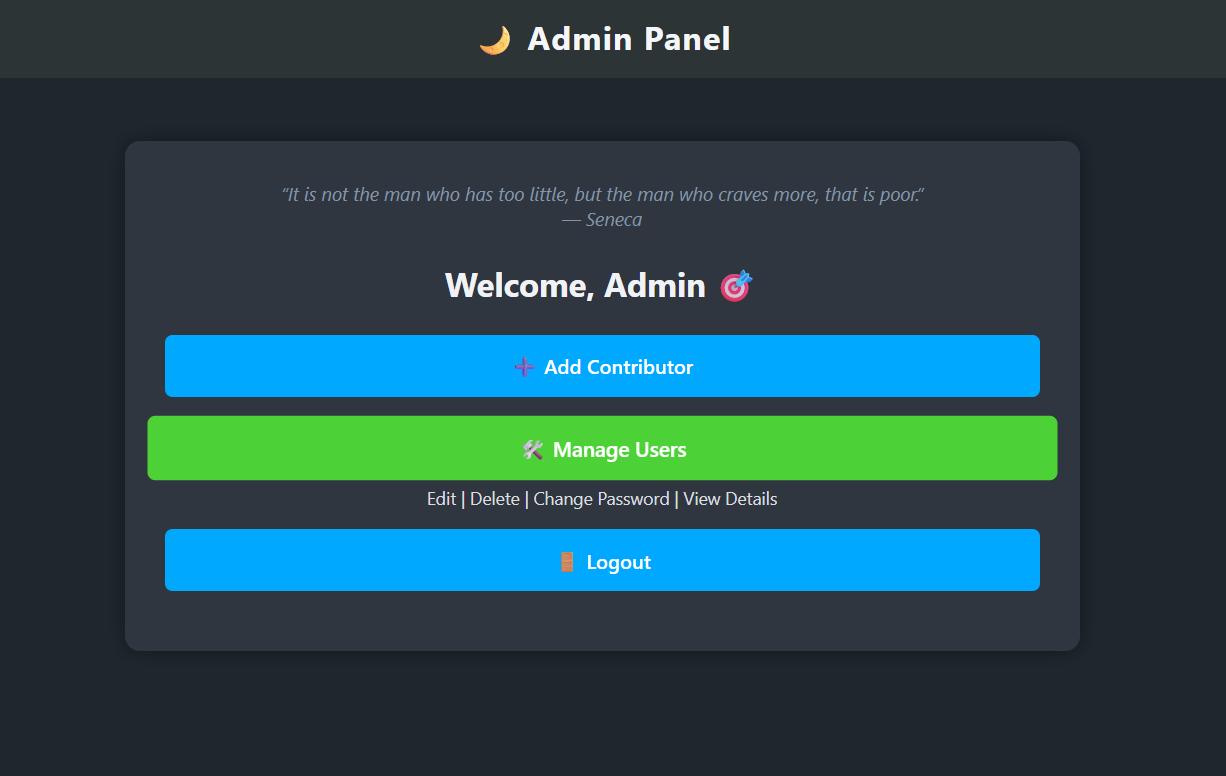 🌙 Admin Panel
“It is not the man who has too little, but the man who craves more, that is poor.”
— Seneca
Welcome, Admin 🎯
➕ Add Contributor
🛠 Manage Users
Edit | Delete | Change Password | View Details
🚪 Logout